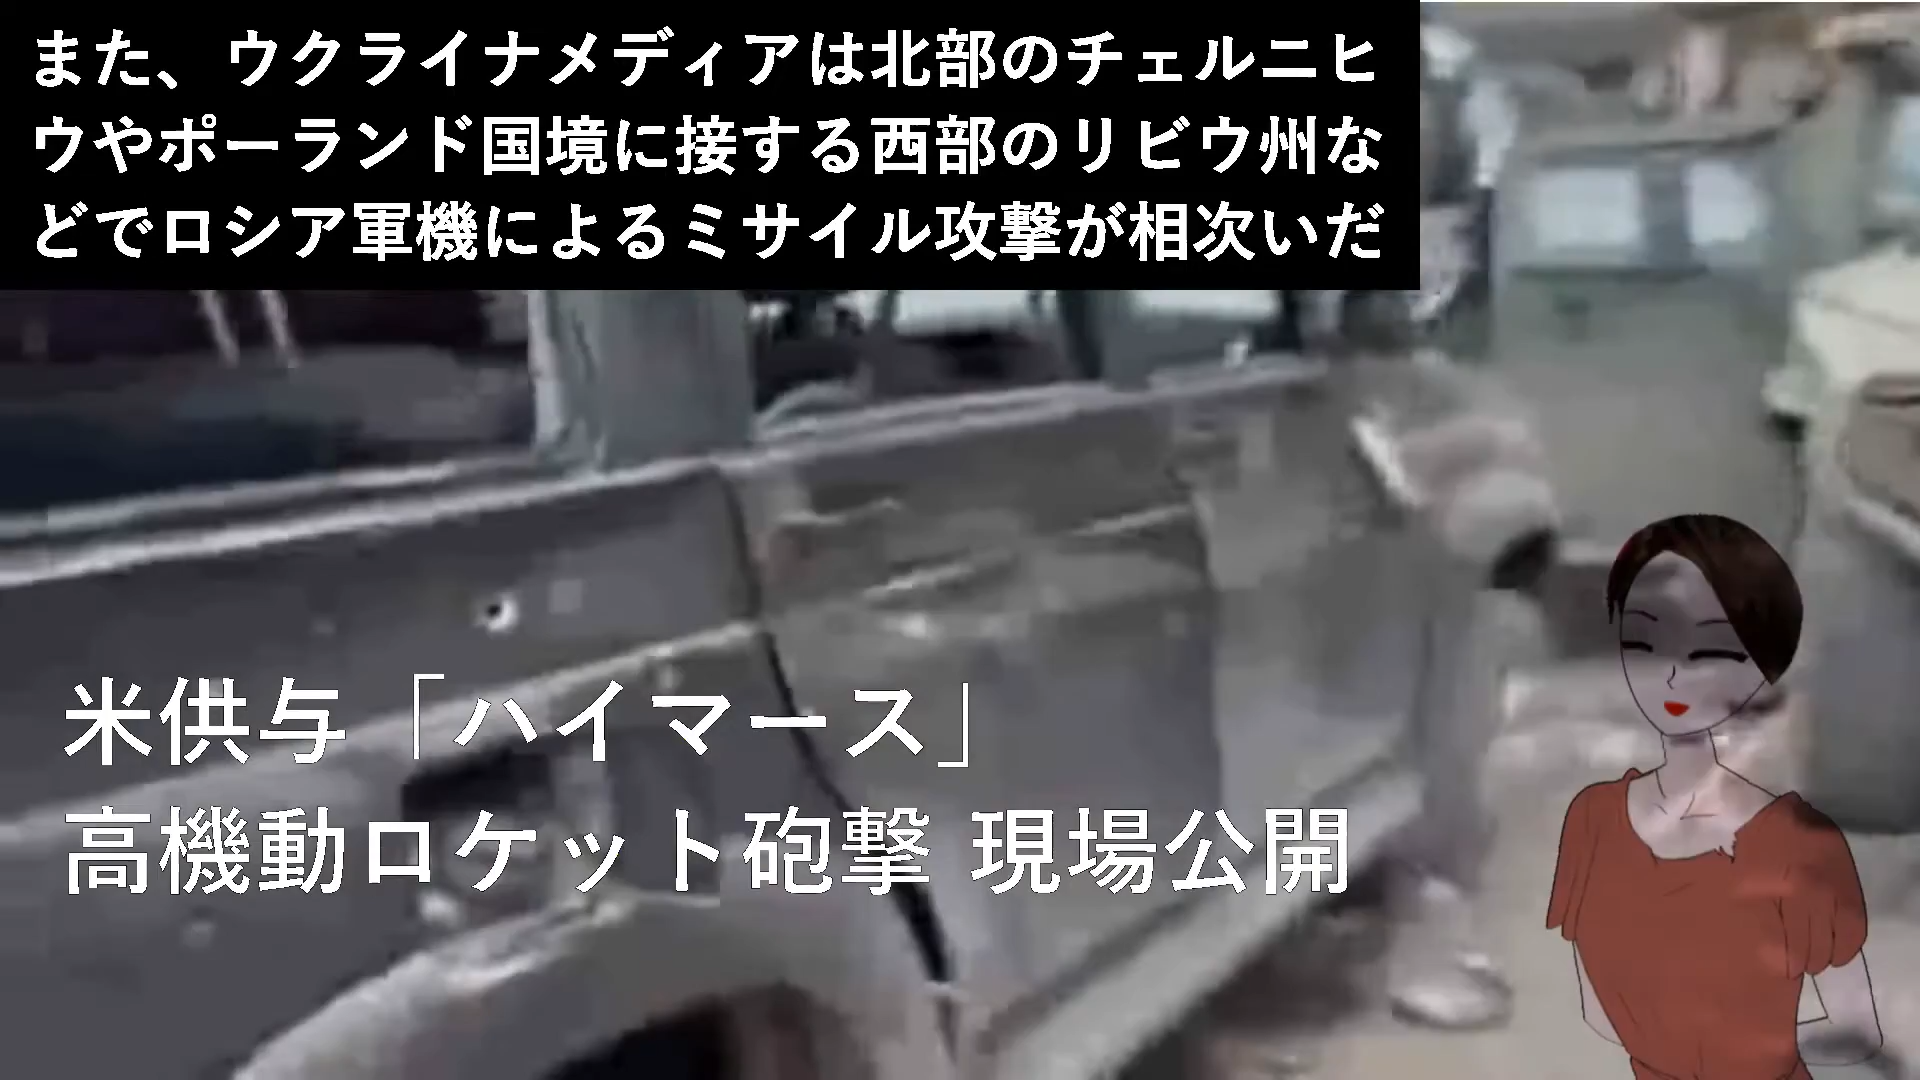 また、ウクライナメディアは北部のチェルニヒ
ウやポーランド国境に接する西部のリビウ州な
どでロシア軍機によるミサイル攻撃が相次いだ
米供与「ハイマース」
高機動ロケット砲撃 現場公開